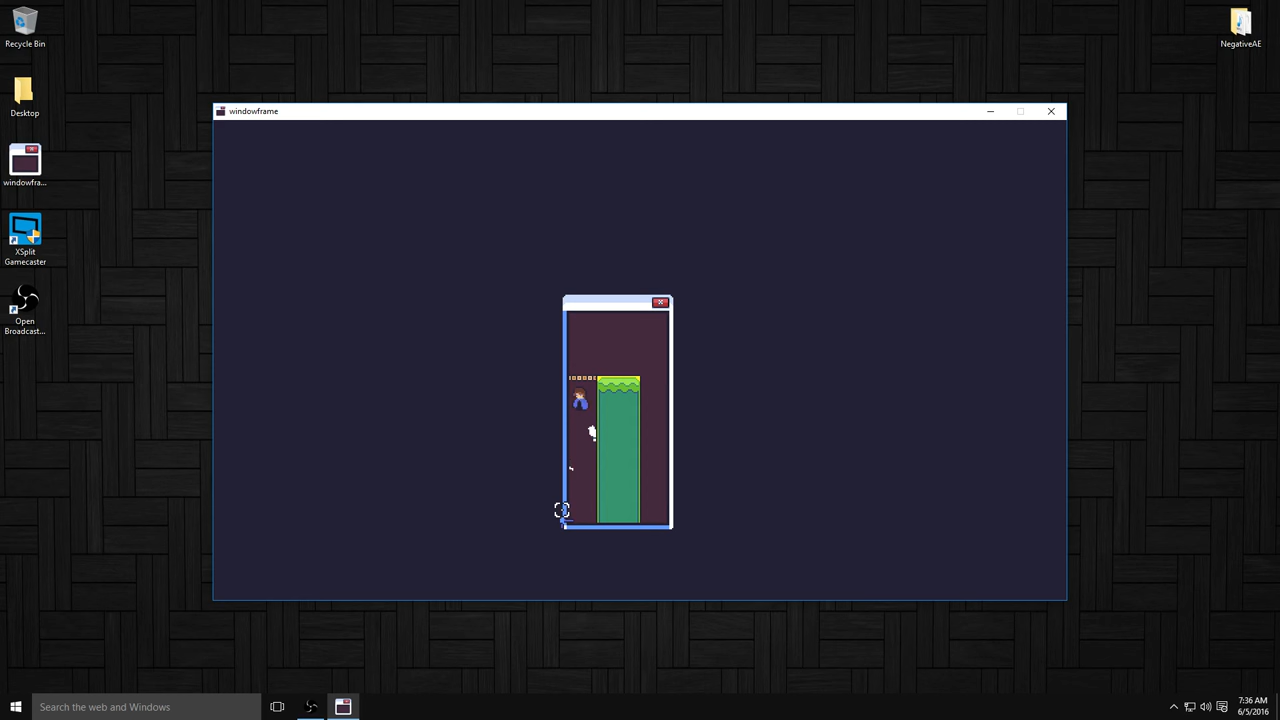 Recycle Bin
NegativeAE
Desktop
windowframe
windowfra...
XSplit
Gamecaster
Open
Broadcast...
Search the web and Windows
7:36 AM
6/5/2016